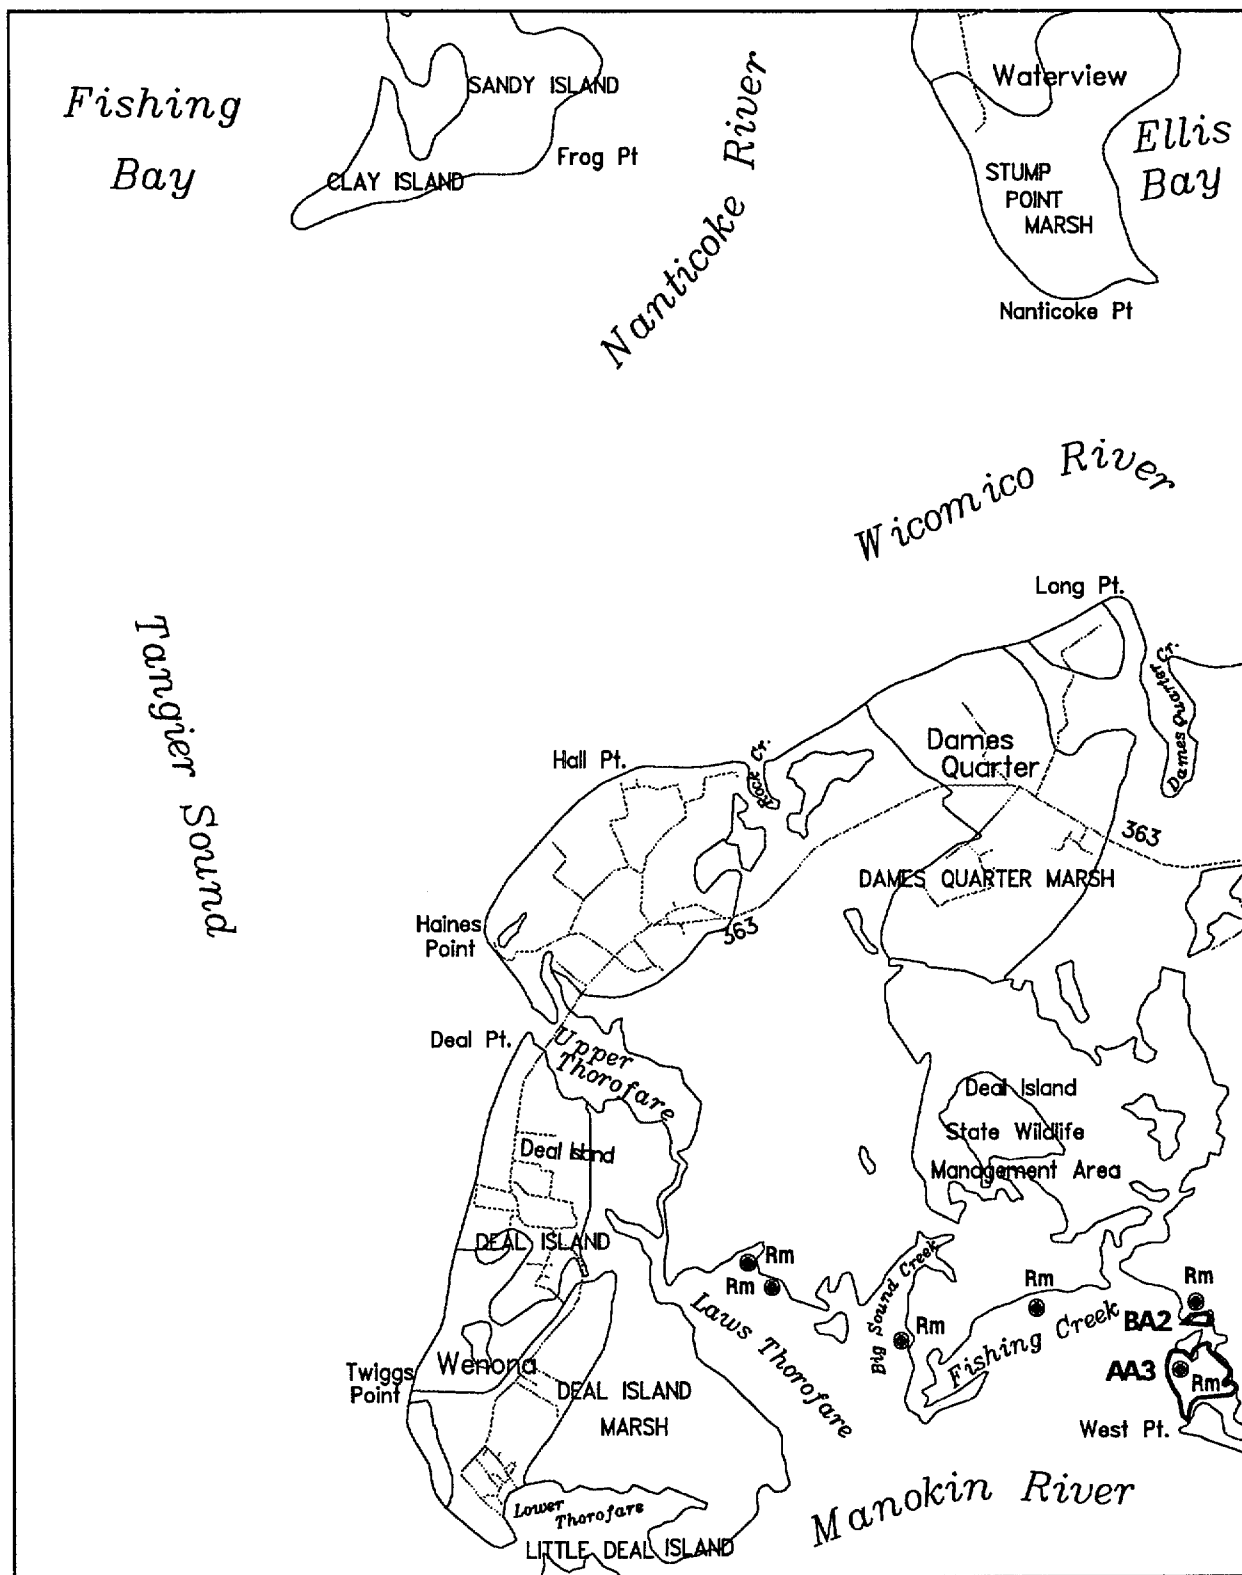 Fishing
Bay
SANDY ISLAND
CLAY ISLAND
Frog Pt
Nanticoke River
Waterview
Ellis
Bay
STUMP
POINT
MARSH
Nanticoke Pt
Wicomico River
Long Pt.
Dames Quarter Cr.
Tangier Sound
Hall Pt.
Rock Cr.
Dames
Quarter
363
DAMES QUARTER MARSH
Haines
Point
363
Deal Pt.
Upper
Thorofare
Deal Island
State Wildlife
Management Area
Deal Island
DEAL ISLAND
Rm
Rm
Big Sound Creek
Rm
Rm
Rm
BA2
Laws Thorofare
Fishing Creek
AA3
Rm
Twiggs
Point
Wenona
DEAL ISLAND
MARSH
West Pt.
Manokin River
Lower
Thorofare
LITTLE DEAL ISLAND